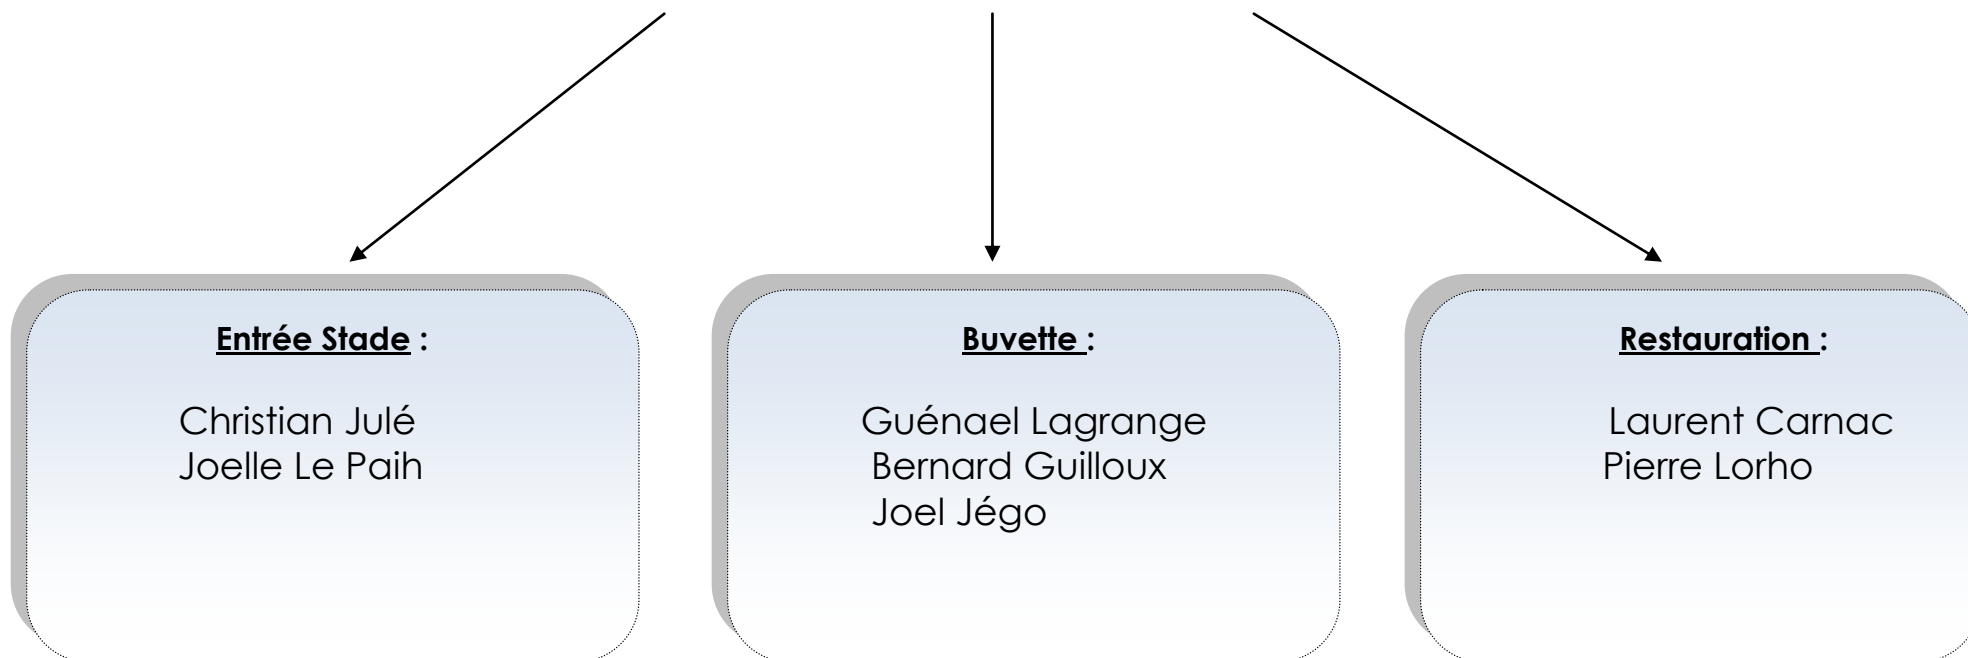 Entrée Stade :
Christian Julé
Joelle Le Paih
Buvette :
Guénael Lagrange
Bernard Guilloux
Joel Jégo
Restauration :
Laurent Carnac
Pierre Lorho